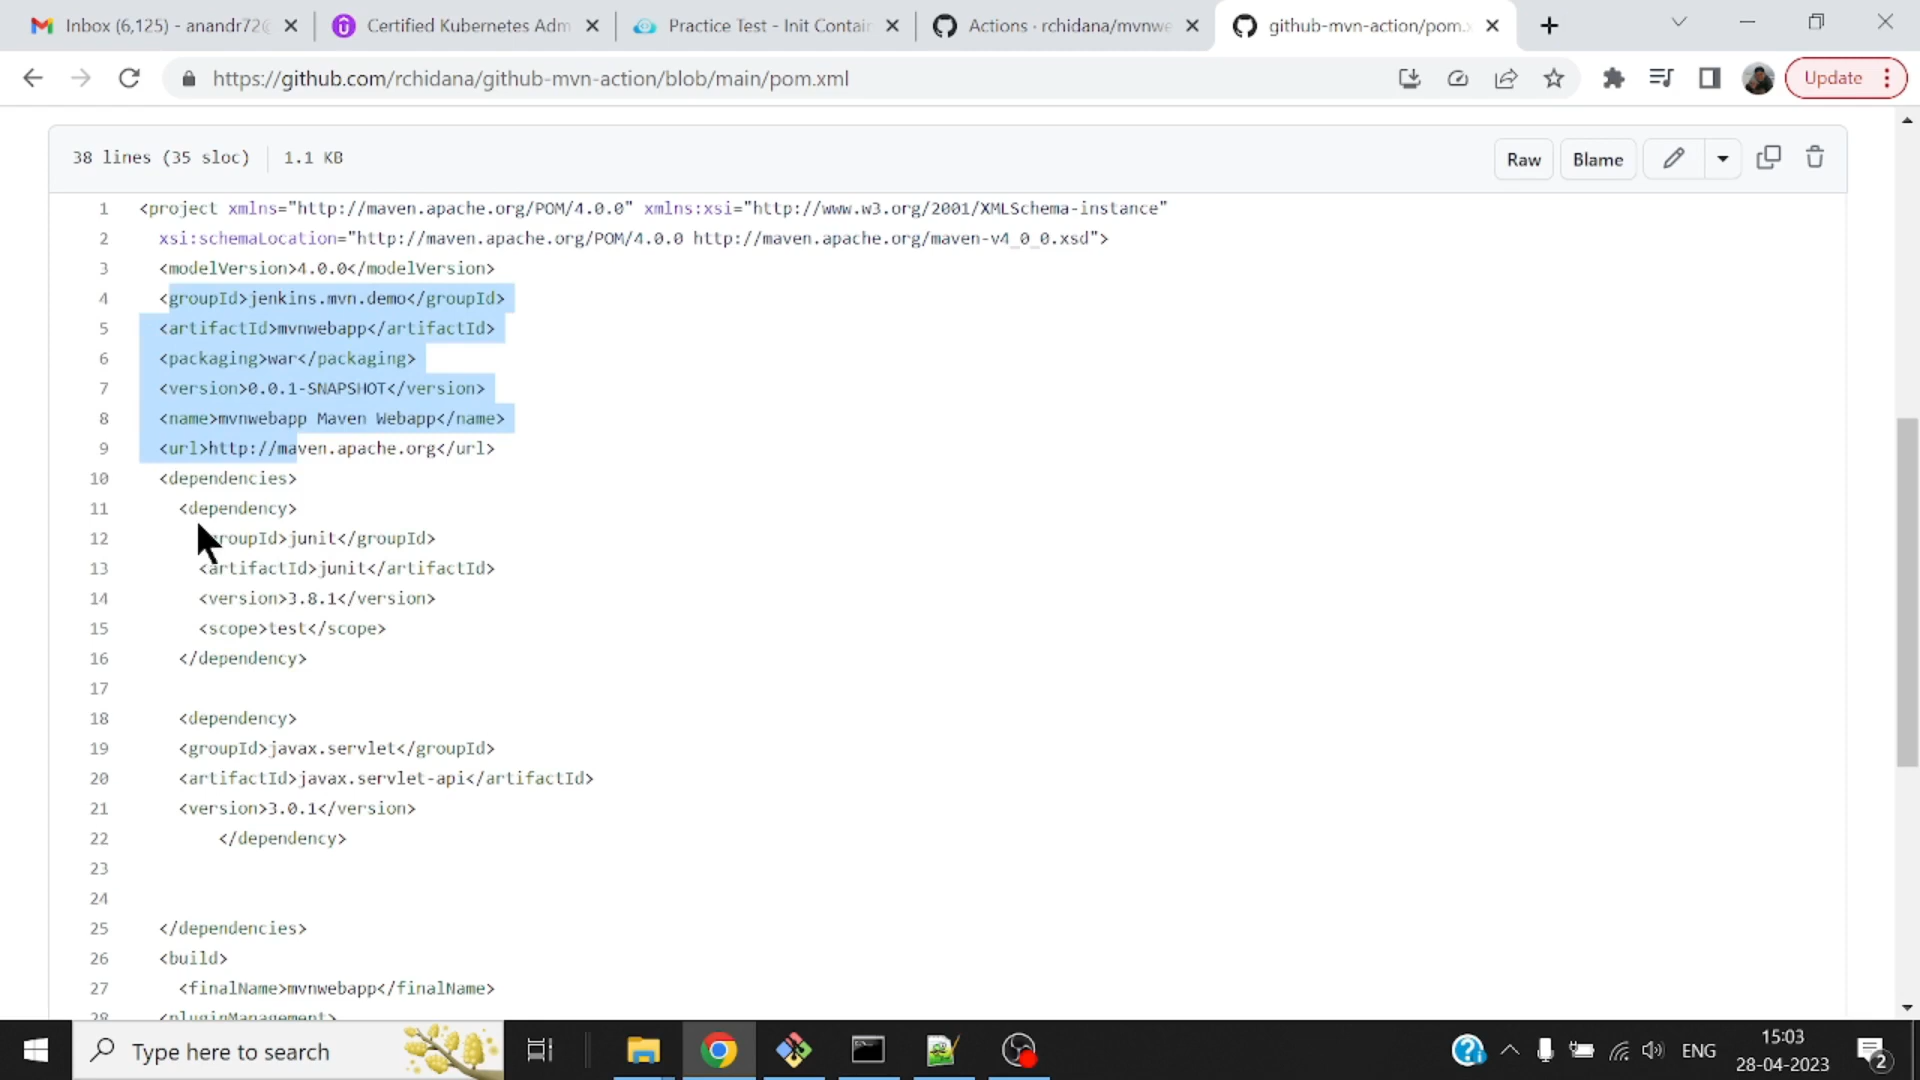 Inbox (6,125) - anandr72@
Certified Kubernetes Adm
Practice Test - Init Contain
Actions · rchidana/mvnwe
github-mvn-action/pom.x
https://github.com/rchidana/github-mvn-action/blob/main/pom.xml
Update
38 lines (35 sloc) 1.1 KB
Raw Blame
1 <project xmlns="http://maven.apache.org/POM/4.0.0" xmlns:xsi="http://www.w3.org/2001/XMLSchema-instance"
2 xsi:schemaLocation="http://maven.apache.org/POM/4.0.0 http://maven.apache.org/maven-v4_0_0.xsd">
3 <modelVersion>4.0.0</modelVersion>
4 <groupId>jenkins.mvn.demo</groupId>
5 <artifactId>mvnwebapp</artifactId>
6 <packaging>war</packaging>
7 <version>0.0.1-SNAPSHOT</version>
8 <name>mvnwebapp Maven Webapp</name>
9 <url>http://maven.apache.org</url>
10 <dependencies>
11 <dependency>
12 groupId>junit</groupId>
13 <artifactId>junit</artifactId>
14 <version>3.8.1</version>
15 <scope>test</scope>
16 </dependency>
17
18 <dependency>
19 <groupId>javax.servlet</groupId>
20 <artifactId>javax.servlet-api</artifactId>
21 <version>3.0.1</version>
22 </dependency>
23
24
25 </dependencies>
26 <build>
27 <finalName>mvnwebapp</finalName>
28 <pluginManagement>
Type here to search
ENG
15:03
28-04-2023
2